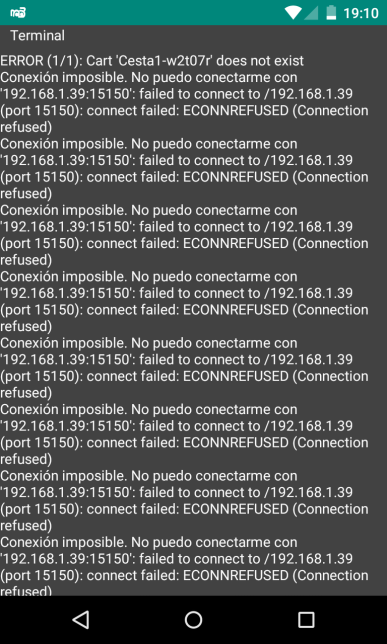 19:10
Terminal
ERROR (1/1): Cart 'Cesta1-w2t07r' does not exist
Conexión imposible. No puedo conectarme con
'192.168.1.39:15150': failed to connect to /192.168.1.39
(port 15150): connect failed: ECONNREFUSED (Connection
refused)
Conexión imposible. No puedo conectarme con
'192.168.1.39:15150': failed to connect to /192.168.1.39
(port 15150): connect failed: ECONNREFUSED (Connection
refused)
Conexión imposible. No puedo conectarme con
'192.168.1.39:15150': failed to connect to /192.168.1.39
(port 15150): connect failed: ECONNREFUSED (Connection
refused)
Conexión imposible. No puedo conectarme con
'192.168.1.39:15150': failed to connect to /192.168.1.39
(port 15150): connect failed: ECONNREFUSED (Connection
refused)
Conexión imposible. No puedo conectarme con
'192.168.1.39:15150': failed to connect to /192.168.1.39
(port 15150): connect failed: ECONNREFUSED (Connection
refused)
Conexión imposible. No puedo conectarme con
'192.168.1.39:15150': failed to connect to /192.168.1.39
(port 15150): connect failed: ECONNREFUSED (Connection
refused)
Conexión imposible. No puedo conectarme con
'192.168.1.39:15150': failed to connect to /192.168.1.39
(port 15150): connect failed: ECONNREFUSED (Connection
refused)
Conexión imposible. No puedo conectarme con
'192.168.1.39:15150': failed to connect to /192.168.1.39
(port 15150): connect failed: ECONNREFUSED (Connection
refused)